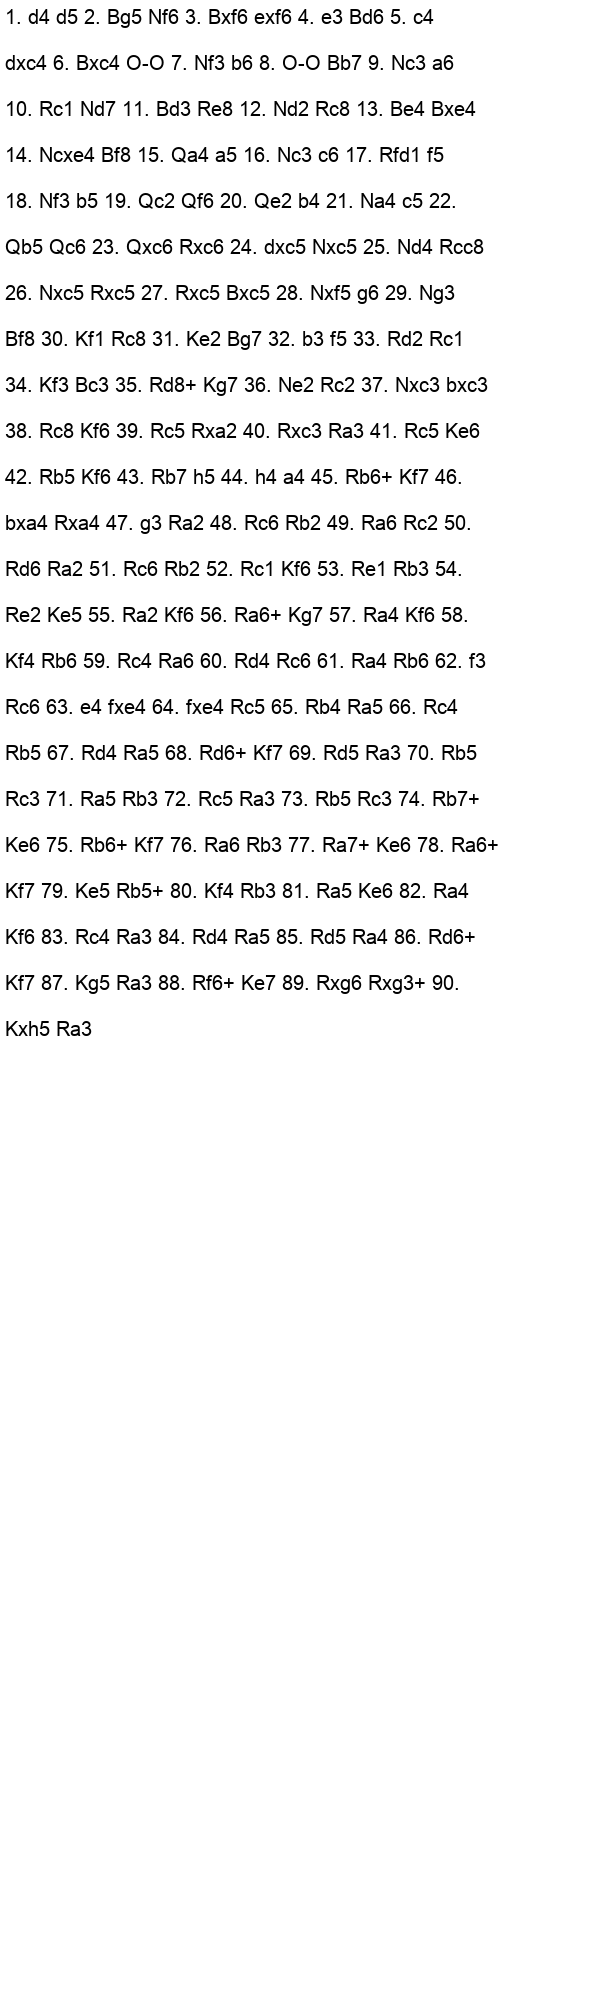 1. d4 d5 2. Bg5 Nf6 3. Bxf6 exf6 4. e3 Bd6 5. c4
dxc4 6. Bxc4 O-O 7. Nf3 b6 8. O-O Bb7 9. Nc3 a6
10. Rc1 Nd7 11. Bd3 Re8 12. Nd2 Rc8 13. Be4 Bxe4
14. Ncxe4 Bf8 15. Qa4 a5 16. Nc3 c6 17. Rfd1 f5
18. Nf3 b5 19. Qc2 Qf6 20. Qe2 b4 21. Na4 c5 22.
Qb5 Qc6 23. Qxc6 Rxc6 24. dxc5 Nxc5 25. Nd4 Rcc8
26. Nxc5 Rxc5 27. Rxc5 Bxc5 28. Nxf5 g6 29. Ng3
Bf8 30. Kf1 Rc8 31. Ke2 Bg7 32. b3 f5 33. Rd2 Rc1
34. Kf3 Bc3 35. Rd8+ Kg7 36. Ne2 Rc2 37. Nxc3 bxc3
38. Rc8 Kf6 39. Rc5 Rxa2 40. Rxc3 Ra3 41. Rc5 Ke6
42. Rb5 Kf6 43. Rb7 h5 44. h4 a4 45. Rb6+ Kf7 46.
bxa4 Rxa4 47. g3 Ra2 48. Rc6 Rb2 49. Ra6 Rc2 50.
Rd6 Ra2 51. Rc6 Rb2 52. Rc1 Kf6 53. Re1 Rb3 54.
Re2 Ke5 55. Ra2 Kf6 56. Ra6+ Kg7 57. Ra4 Kf6 58.
Kf4 Rb6 59. Rc4 Ra6 60. Rd4 Rc6 61. Ra4 Rb6 62. f3
Rc6 63. e4 fxe4 64. fxe4 Rc5 65. Rb4 Ra5 66. Rc4
Rb5 67. Rd4 Ra5 68. Rd6+ Kf7 69. Rd5 Ra3 70. Rb5
Rc3 71. Ra5 Rb3 72. Rc5 Ra3 73. Rb5 Rc3 74. Rb7+
Ke6 75. Rb6+ Kf7 76. Ra6 Rb3 77. Ra7+ Ke6 78. Ra6+
Kf7 79. Ke5 Rb5+ 80. Kf4 Rb3 81. Ra5 Ke6 82. Ra4
Kf6 83. Rc4 Ra3 84. Rd4 Ra5 85. Rd5 Ra4 86. Rd6+
Kf7 87. Kg5 Ra3 88. Rf6+ Ke7 89. Rxg6 Rxg3+ 90.
Kxh5 Ra3